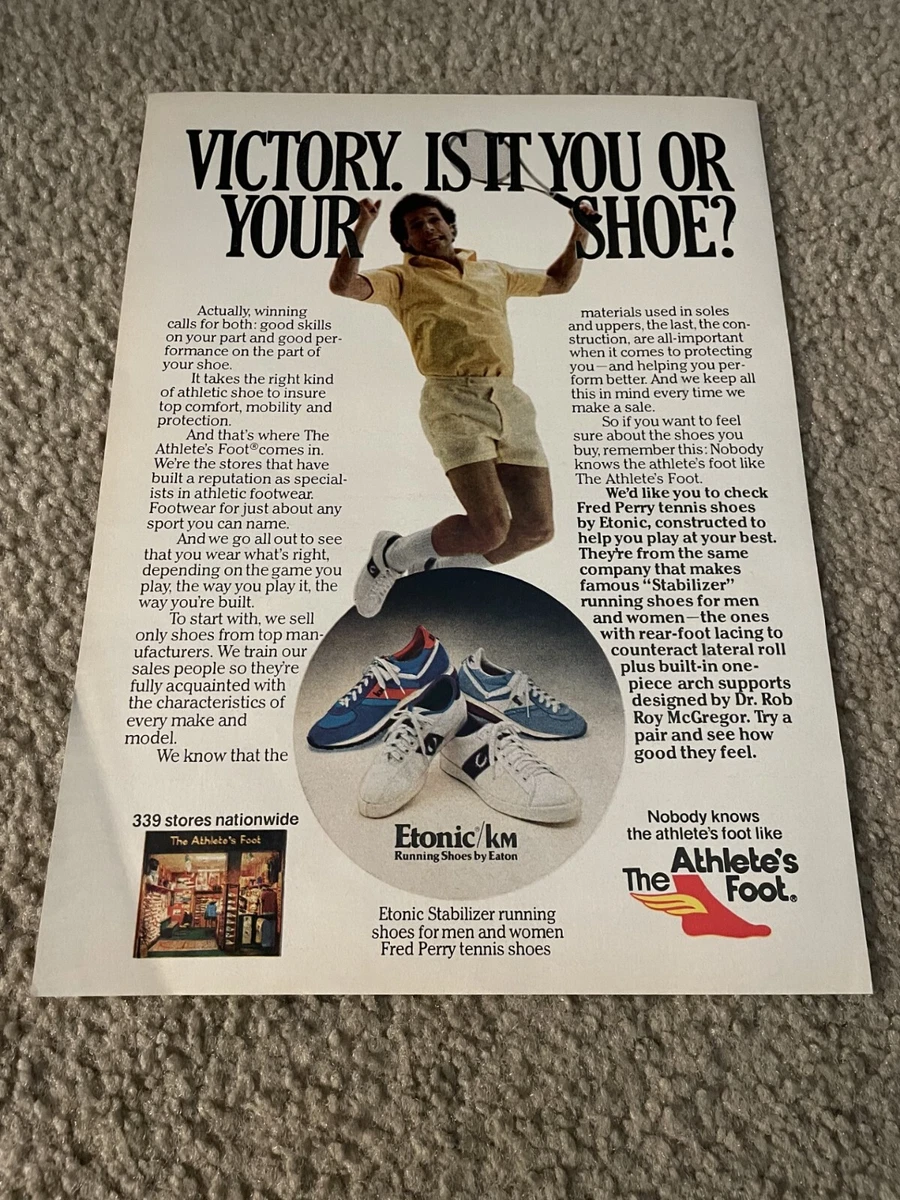 VICTORY. IS IT YOU OR
YOUR SHOE?
Actually, winning
calls for both: good skills
on your part and good per-
formance on the part of
your shoe.
It takes the right kind
of athletic shoe to insure
top comfort, mobility and
protection.
And that's where The
Athlete's Foot® comes in.
We're the stores that have
built a reputation as special-
ists in athletic footwear.
Footwear for just about any
sport you can name.
And we go all out to see
that you wear what's right,
depending on the game you
play, the way you play it, the
way you're built.
To start with, we sell
only shoes from top man-
ufacturers. We train our
sales people so they're
fully acquainted with
the characteristics of
every make and
model.
We know that the
materials used in soles
and uppers, the last, the con-
struction, are all-important
when it comes to protecting
you—and helping you per-
form better. And we keep all
this in mind every time we
make a sale.
So if you want to feel
sure about the shoes you
buy, remember this: Nobody
knows the athlete's foot like
The Athlete's Foot.
We'd like you to check
Fred Perry tennis shoes
by Etonic, constructed to
help you play at your best.
They're from the same
company that makes
famous "Stabilizer"
running shoes for men
and women—the ones
with rear-foot lacing to
counteract lateral roll
plus built-in one-
piece arch supports
designed by Dr. Rob
Roy McGregor. Try a
pair and see how
good they feel.
339 stores nationwide
The Athlete's Foot
Etonic®/KM
Running Shoes by Eaton
Etonic Stabilizer running
shoes for men and women
Fred Perry tennis shoes
Nobody knows
the athlete's foot like
The Athlete's
Foot.®